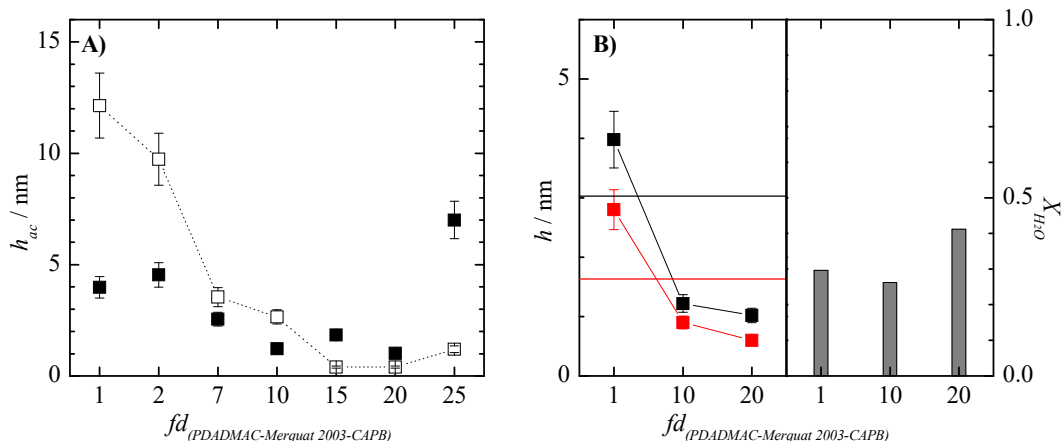 A)
15
10
5
0
h_ac / nm
1 2 7 10 15 20 25
fd_(PDADMAC-Merquat 2003-CAPB)
B)
5
0
h / nm
1 10 20
1 10 20
fd_(PDADMAC-Merquat 2003-CAPB)
1.0
0.5
0.0
X_H2O